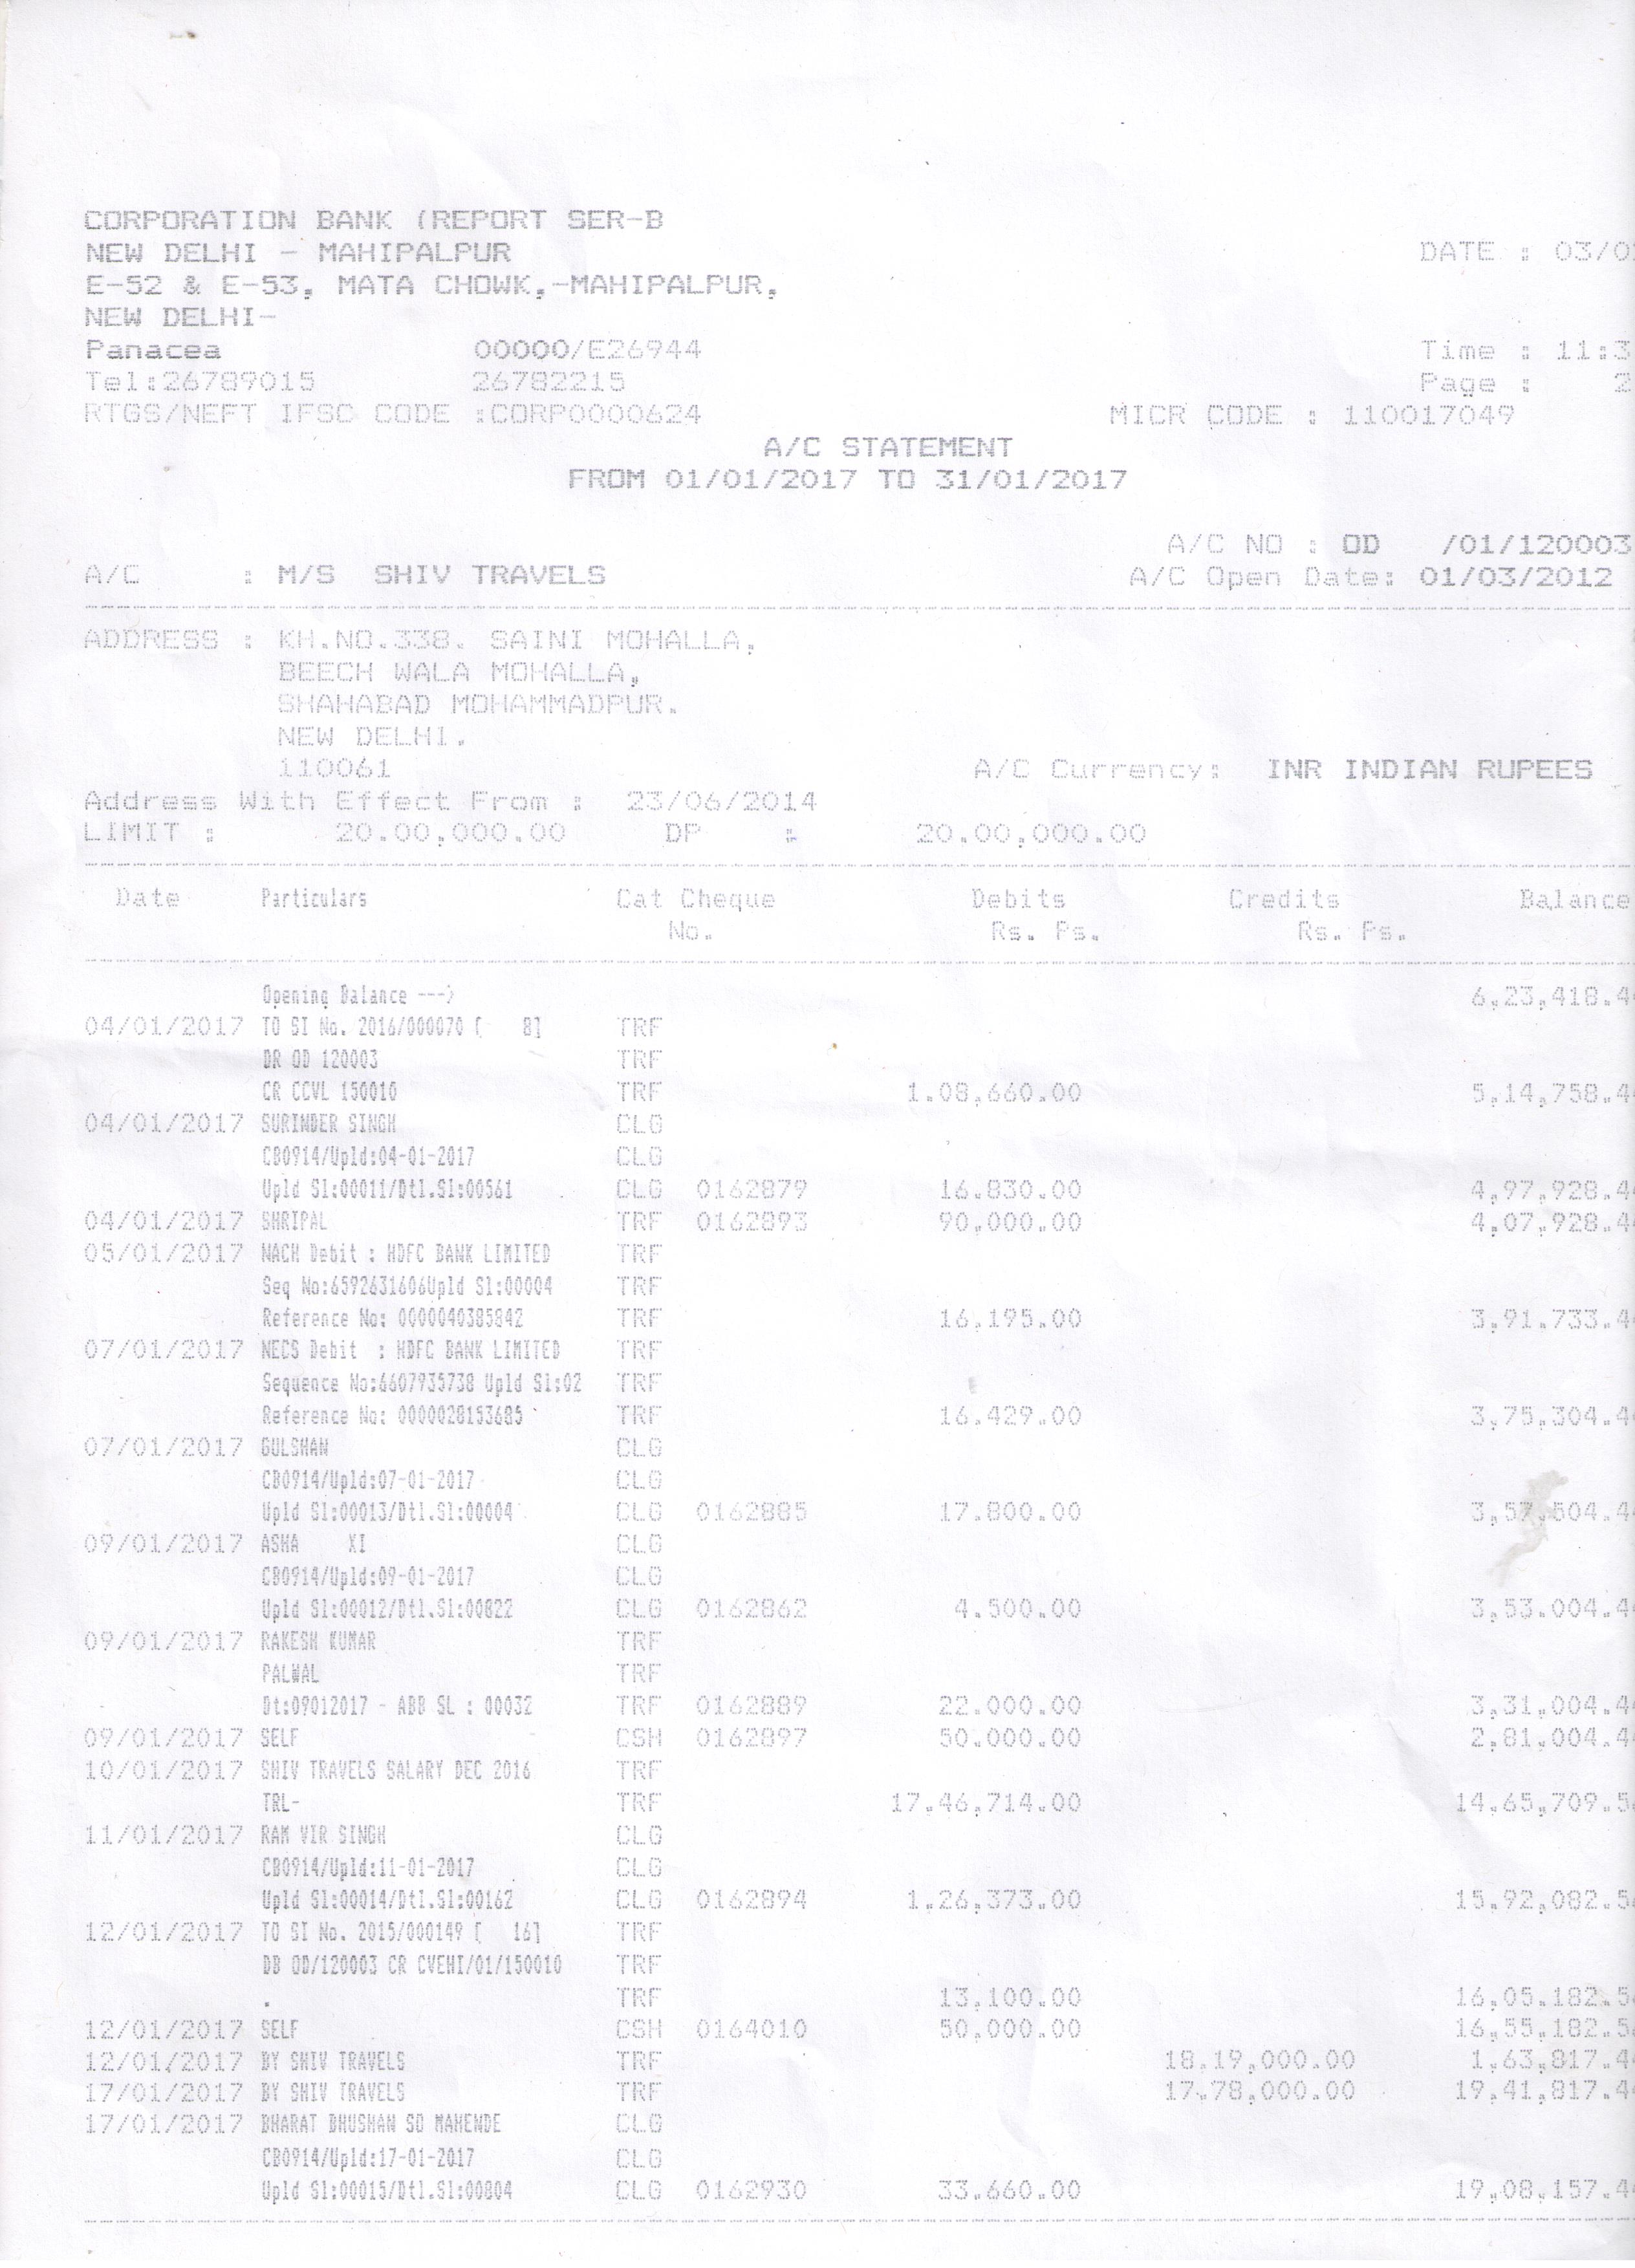 CORPORATION BANK (REPORT SER-B
NEW DELHI - MAHIPALPUR DATE : 03/0
E-52 & E-53, MATA CHOWK,-MAHIPALPUR,
NEW DELHI-
Panacea 00000/E26944 Time : 11:3
Tel:26789015 26782215 Page : 2
RTGS/NEFT IFSC CODE :CORP0000624 MICR CODE : 110017049
A/C STATEMENT
FROM 01/01/2017 TO 31/01/2017
A/C NO : OD /01/120003
A/C : M/S SHIV TRAVELS A/C Open Date: 01/03/2012
ADDRESS : KH.NO.338. SAINI MOHALLA,
BEECH WALA MOHALLA,
SHAHABAD MOHAMMADPUR.
NEW DELHI.
110061 A/C Currency: INR INDIAN RUPEES
Address With Effect From : 23/06/2014
LIMIT : 20.00,000.00 DP : 20.00,000.00
Date Particulars Cat Cheque Debits Credits Balance
No. Rs. Ps. Rs. Ps.
Opening Balance ---> 6,23,418.4
04/01/2017 TO SI No. 2016/000070 [ 8] TRF
DR OD 120003 TRF
CR CCVL 150010 TRF 1.08,660.00 5,14,758.4
04/01/2017 SURINDER SINGH CLG
CB0914/Upld:04-01-2017 CLG
Upld Sl:00011/Dtl.Sl:00561 CLG 0162879 16.830.00 4,97,928.4
04/01/2017 SHRIPAL TRF 0162893 90,000.00 4,07,928.4
05/01/2017 NACH Debit : HDFC BANK LIMITED TRF
Seq No:6592631606Upld Sl:00004 TRF
Reference No: 0000040385842 TRF 16,195.00 3,91.733.4
07/01/2017 NECS Debit : HDFC BANK LIMITED TRF
Sequence No:6607935738 Upld Sl:02 TRF
Reference No: 0000028153685 TRF 16.429.00 3,75,304.4
07/01/2017 GULSHAN CLG
CB0914/Upld:07-01-2017 CLG
Upld Sl:00013/Dtl.Sl:00004 CLG 0162885 17.800.00 3,57,504.4
09/01/2017 ASHA XI CLG
CB0914/Upld:09-01-2017 CLG
Upld Sl:00012/Dtl.Sl:00822 CLG 0162862 4.500.00 3,53.004.4
09/01/2017 RAKESH KUMAR TRF
PALWAL TRF
Dt:09012017 - ABB SL : 00032 TRF 0162889 22.000.00 3,31.004.4
09/01/2017 SELF CSH 0162897 50.000.00 2,81,004.4
10/01/2017 SHIV TRAVELS SALARY DEC 2016 TRF
TRL- TRF 17.46,714.00 14,65,709.5
11/01/2017 RAM VIR SINGH CLG
CB0914/Upld:11-01-2017 CLG
Upld Sl:00014/Dtl.Sl:00162 CLG 0162894 1.26,373.00 15,92,082.5
12/01/2017 TO SI No. 2015/000149 [ 16] TRF
DB OD/120003 CR CVEHI/01/150010 TRF
. TRF 13,100.00 16,05.182.5
12/01/2017 SELF CSH 0164010 50,000.00 16,55,182.5
12/01/2017 BY SHIV TRAVELS TRF 18.19,000.00 1,63,817.4
17/01/2017 BY SHIV TRAVELS TRF 17.78,000.00 19,41,817.4
17/01/2017 BHARAT BHUSHAN SO MAHENDE CLG
CB0914/Upld:17-01-2017 CLG
Upld Sl:00015/Dtl.Sl:00804 CLG 0162930 33.660.00 19,08,157.4